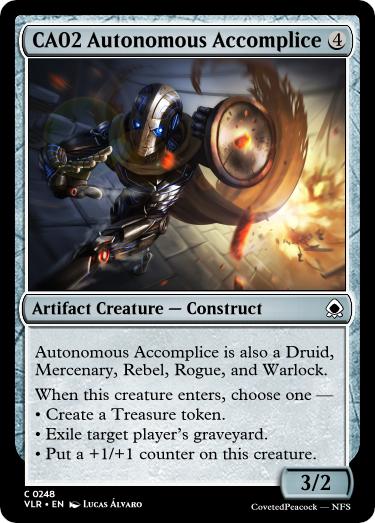 CA02 Autonomous Accomplice 4
Artifact Creature — Construct
Autonomous Accomplice is also a Druid,
Mercenary, Rebel, Rogue, and Warlock.
When this creature enters, choose one —
• Create a Treasure token.
• Exile target player's graveyard.
• Put a +1/+1 counter on this creature.
3/2
C 0248
VLR • EN Lucas Álvaro
CovetedPeacock — NFS